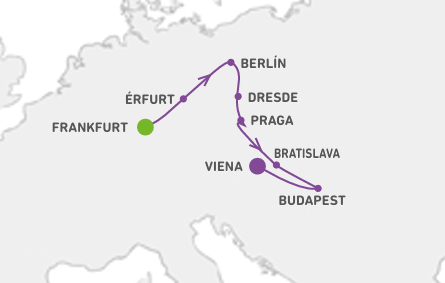 BERLÍN
ÉRFURT
DRESDE
FRANKFURT
PRAGA
BRATISLAVA
VIENA
BUDAPEST